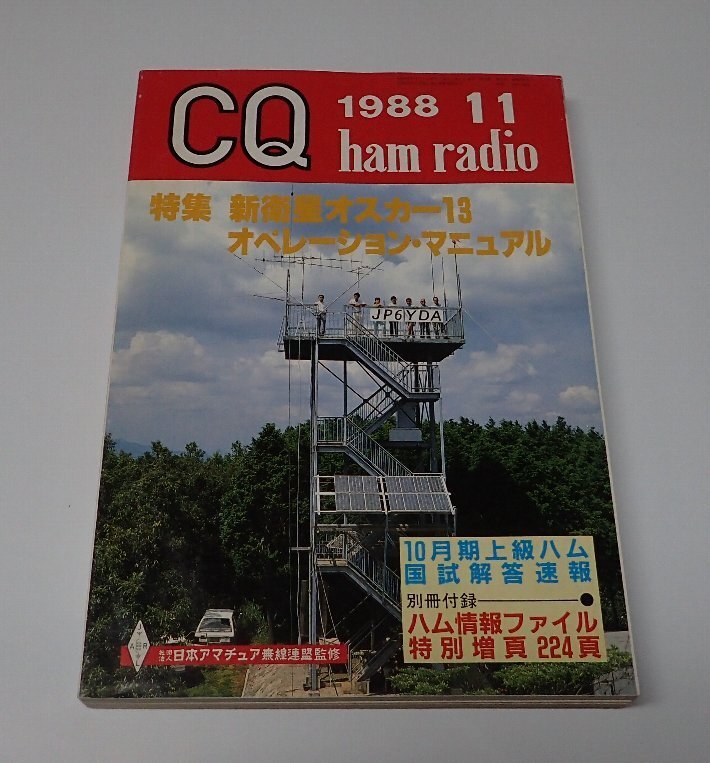 CQ
1988 11
ham radio
特集 新衛星オスカー13
オペレーション・マニュアル
JP6YDA
10月期上級ハム
国試解答速報
別冊付録
ハム情報ファイル
特別増頁 224頁
社団法人 日本アマチュア無線連盟監修